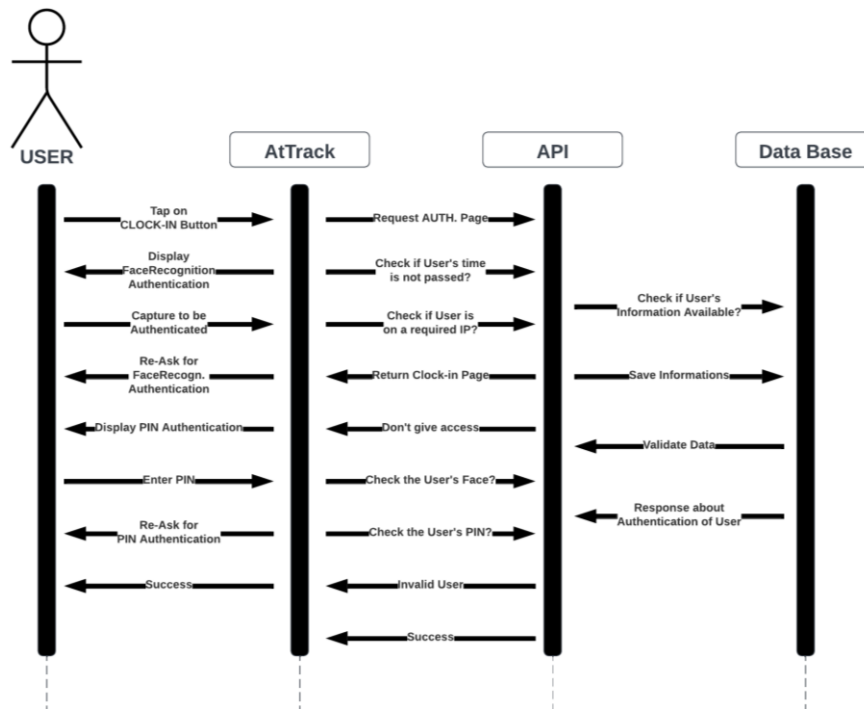 USER
AtTrack
API
Data Base
Tap on
CLOCK-IN Button
Request AUTH. Page
Display
FaceRecognition
Authentication
Check if User's time
is not passed?
Check if User's
Information Available?
Capture to be
Authenticated
Check if User is
on a required IP?
Re-Ask for
FaceRecogn.
Authentication
Return Clock-in Page
Save Informations
Display PIN Authentication
Don't give access
Validate Data
Enter PIN
Check the User's Face?
Response about
Authentication of User
Re-Ask for
PIN Authentication
Check the User's PIN?
Success
Invalid User
Success